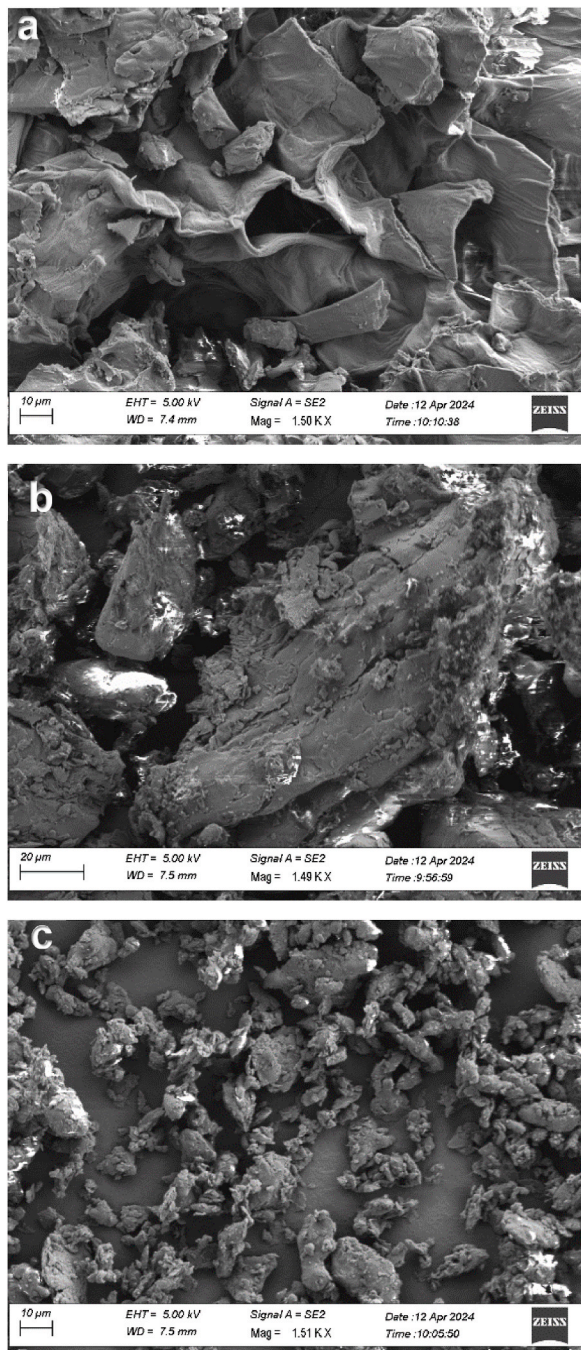 a
10 µm
EHT = 5.00 kV
WD = 7.4 mm
Signal A = SE2
Mag = 1.50 K X
Date :12 Apr 2024
Time :10:10:38
ZEISS
b
20 µm
EHT = 5.00 kV
WD = 7.5 mm
Signal A = SE2
Mag = 1.49 K X
Date :12 Apr 2024
Time :9:56:59
ZEISS
c
10 µm
EHT = 5.00 kV
WD = 7.5 mm
Signal A = SE2
Mag = 1.51 K X
Date :12 Apr 2024
Time :10:05:50
ZEISS